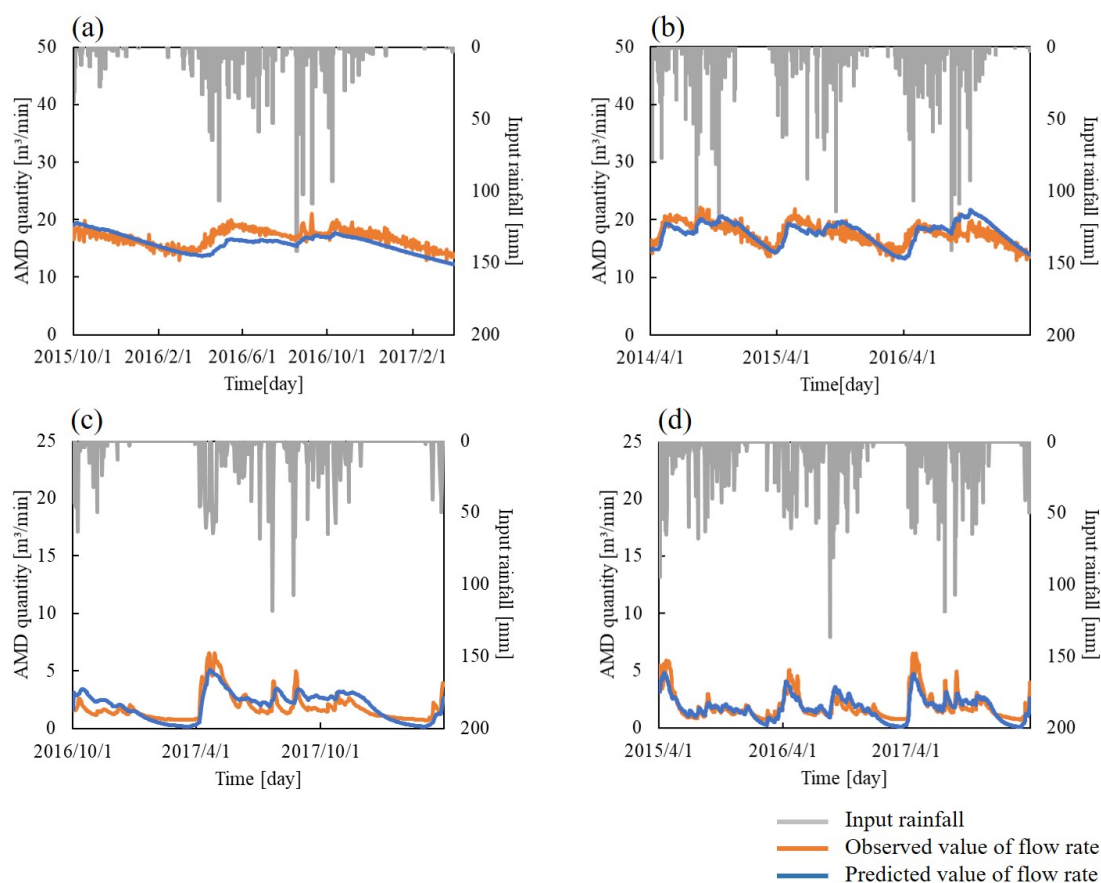 (a)
50
40
30
20
10
0
AMD quantity [m³/min]
0
50
100
150
200
Input rainfall [mm]
2015/10/1 2016/2/1 2016/6/1 2016/10/1 2017/2/1
Time[day]
(b)
50
40
30
20
10
0
AMD quantity [m³/min]
0
50
100
150
200
Input rainfall [mm]
2014/4/1 2015/4/1 2016/4/1
Time[day]
(c)
25
20
15
10
5
0
AMD quantity [m³/min]
0
50
100
150
200
Input rainfall [mm]
2016/10/1 2017/4/1 2017/10/1
Time [day]
(d)
25
20
15
10
5
0
AMD quantity [m³/min]
0
50
100
150
200
Input rainfall [mm]
2015/4/1 2016/4/1 2017/4/1
Time [day]
Input rainfall
Observed value of flow rate
Predicted value of flow rate